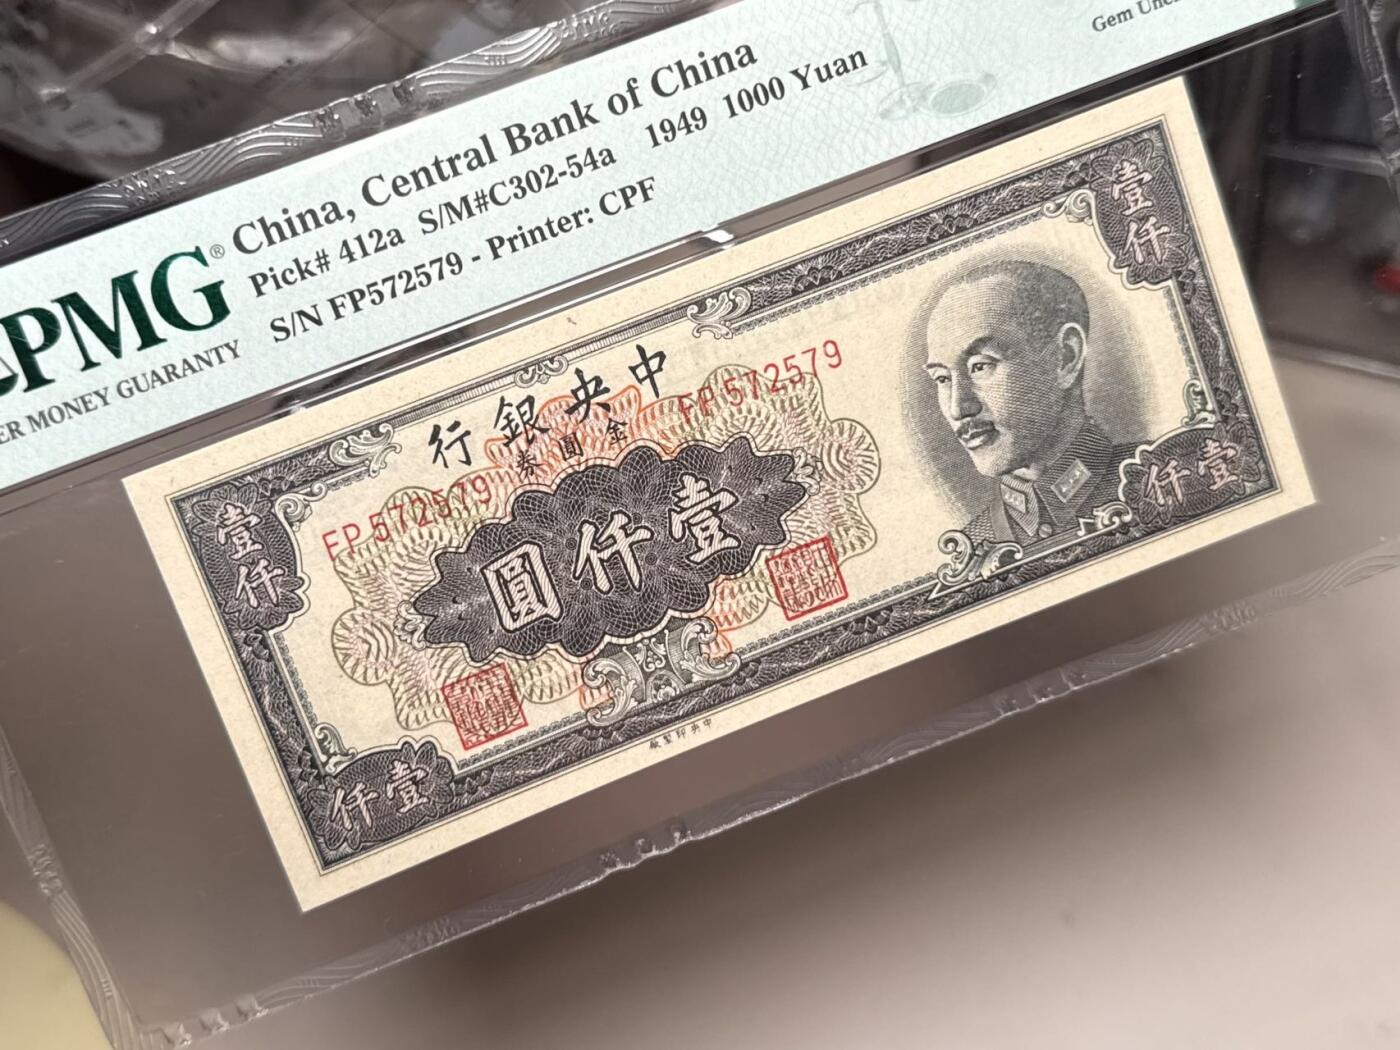 Gem Unc
China, Central Bank of China
Pick# 412a S/M#C302-54a 1949 1000 Yuan
S/N FP572579 - Printer: CPF
PMG®
ER MONEY GUARANTY
壹仟
行銀央中
券圓金
FP572579
FP 572579
圓仟壹
壹仟
仟壹
仟壹
廠製印央中